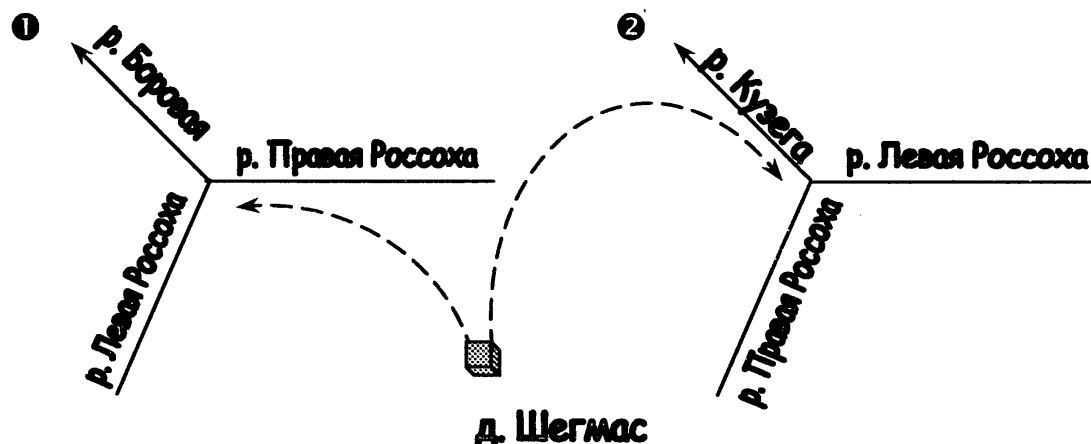 ❶
р. Боровая
р. Правая Россоха
р. Левая Россоха
❷
р. Кузега
р. Левая Россоха
р. Правая Россоха
д. Шегмас